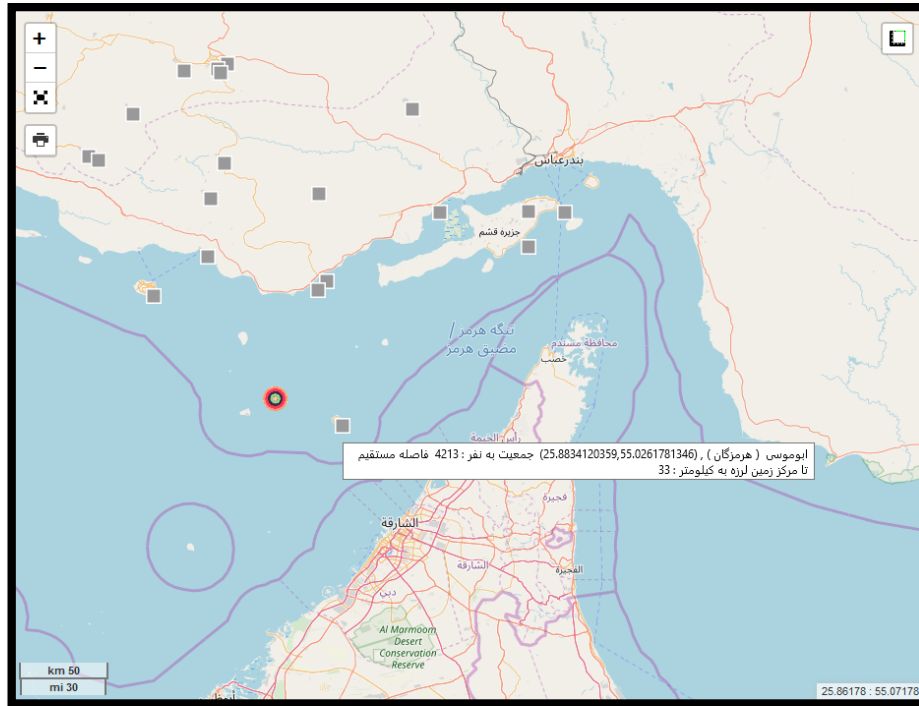 +
−
بندرعباس
جزیره قشم
تنگه هرمز /
مضيق هرمز
محافظة مسندم
خصب
رأس الخيمة
ابوموسی ( هرمزگان ) , (25.8834120359,55.0261781346) جمعیت به نفر : 4213 فاصله مستقیم
تا مرکز زمین لرزه به کیلومتر : 33
فجيرة
الشارقة
الشارقة
الفجيرة
دبي
Al Marmoom
Desert
Conservation
Reserve
km 50
mi 30
25.86178 : 55.07178